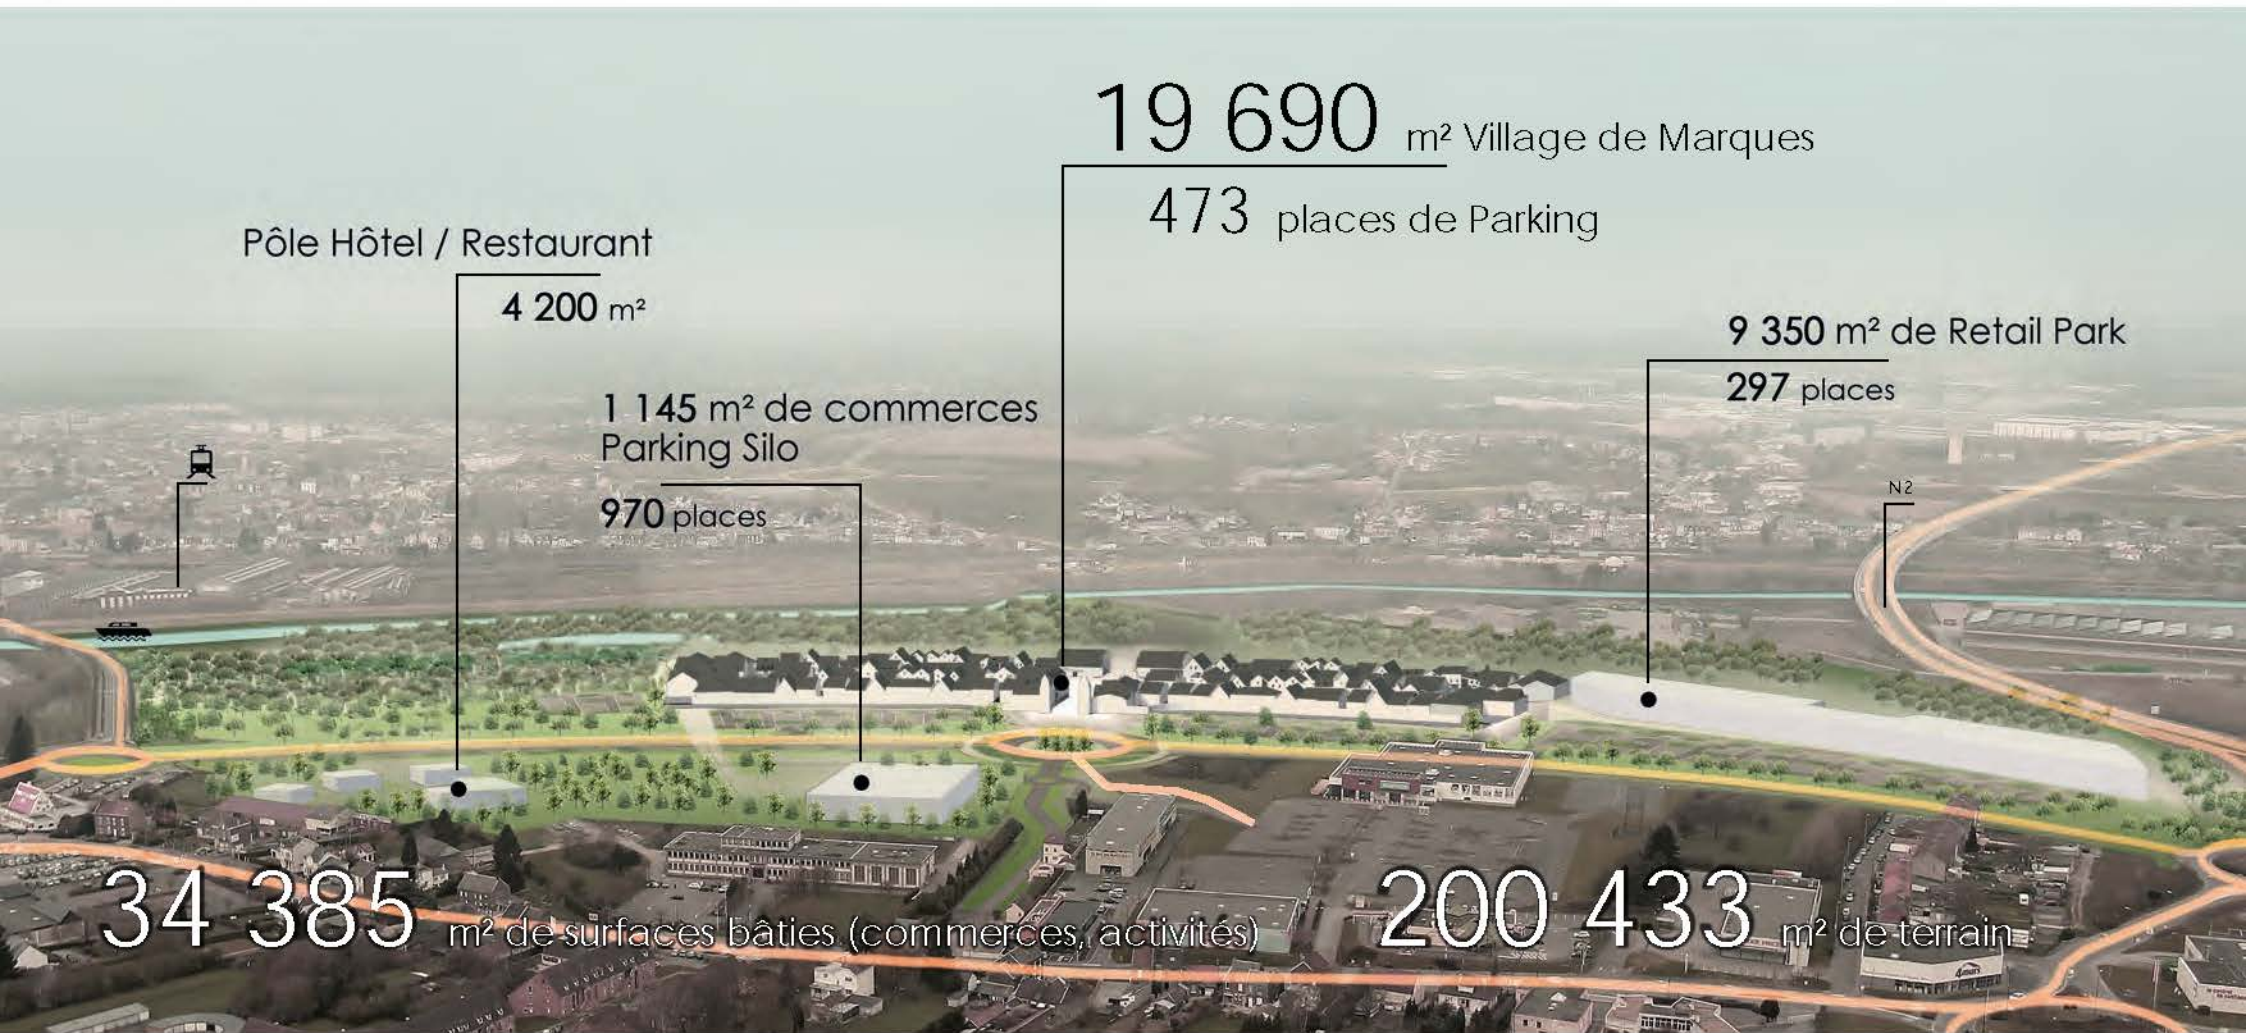 19 690 m² Village de Marques
473 places de Parking
Pôle Hôtel / Restaurant
4 200 m²
9 350 m² de Retail Park
297 places
1 145 m² de commerces
Parking Silo
970 places
N2
34 385 m² de surfaces bâties (commerces, activités)
200 433 m² de terrain
4murs